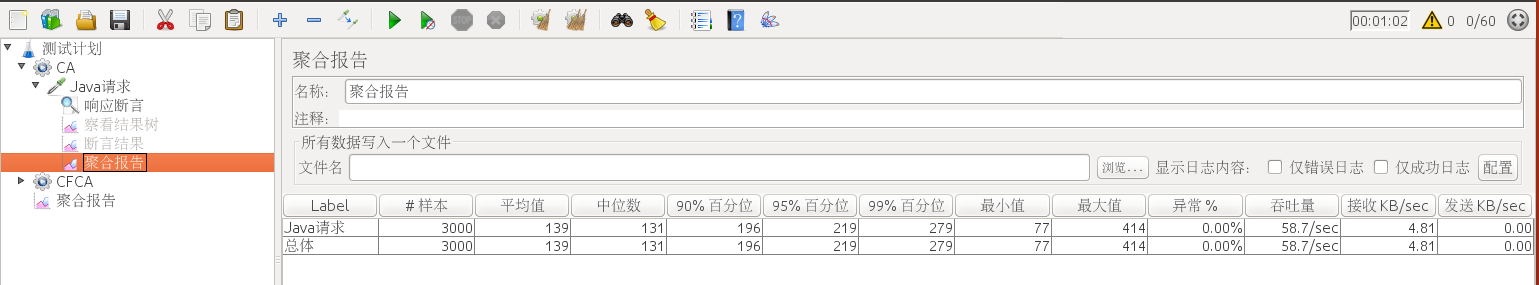 STOP
00:01:02 0 0/60
测试计划
CA
Java请求
响应断言
察看结果树
断言结果
聚合报告
CFCA
聚合报告
聚合报告
名称： 聚合报告
注释：
所有数据写入一个文件
文件名 浏览... 显示日志内容： 仅错误日志 仅成功日志 配置
Label # 样本 平均值 中位数 90% 百分位 95% 百分位 99% 百分位 最小值 最大值 异常 % 吞吐量 接收 KB/sec 发送 KB/sec
Java请求 3000 139 131 196 219 279 77 414 0.00% 58.7/sec 4.81 0.00
总体 3000 139 131 196 219 279 77 414 0.00% 58.7/sec 4.81 0.00